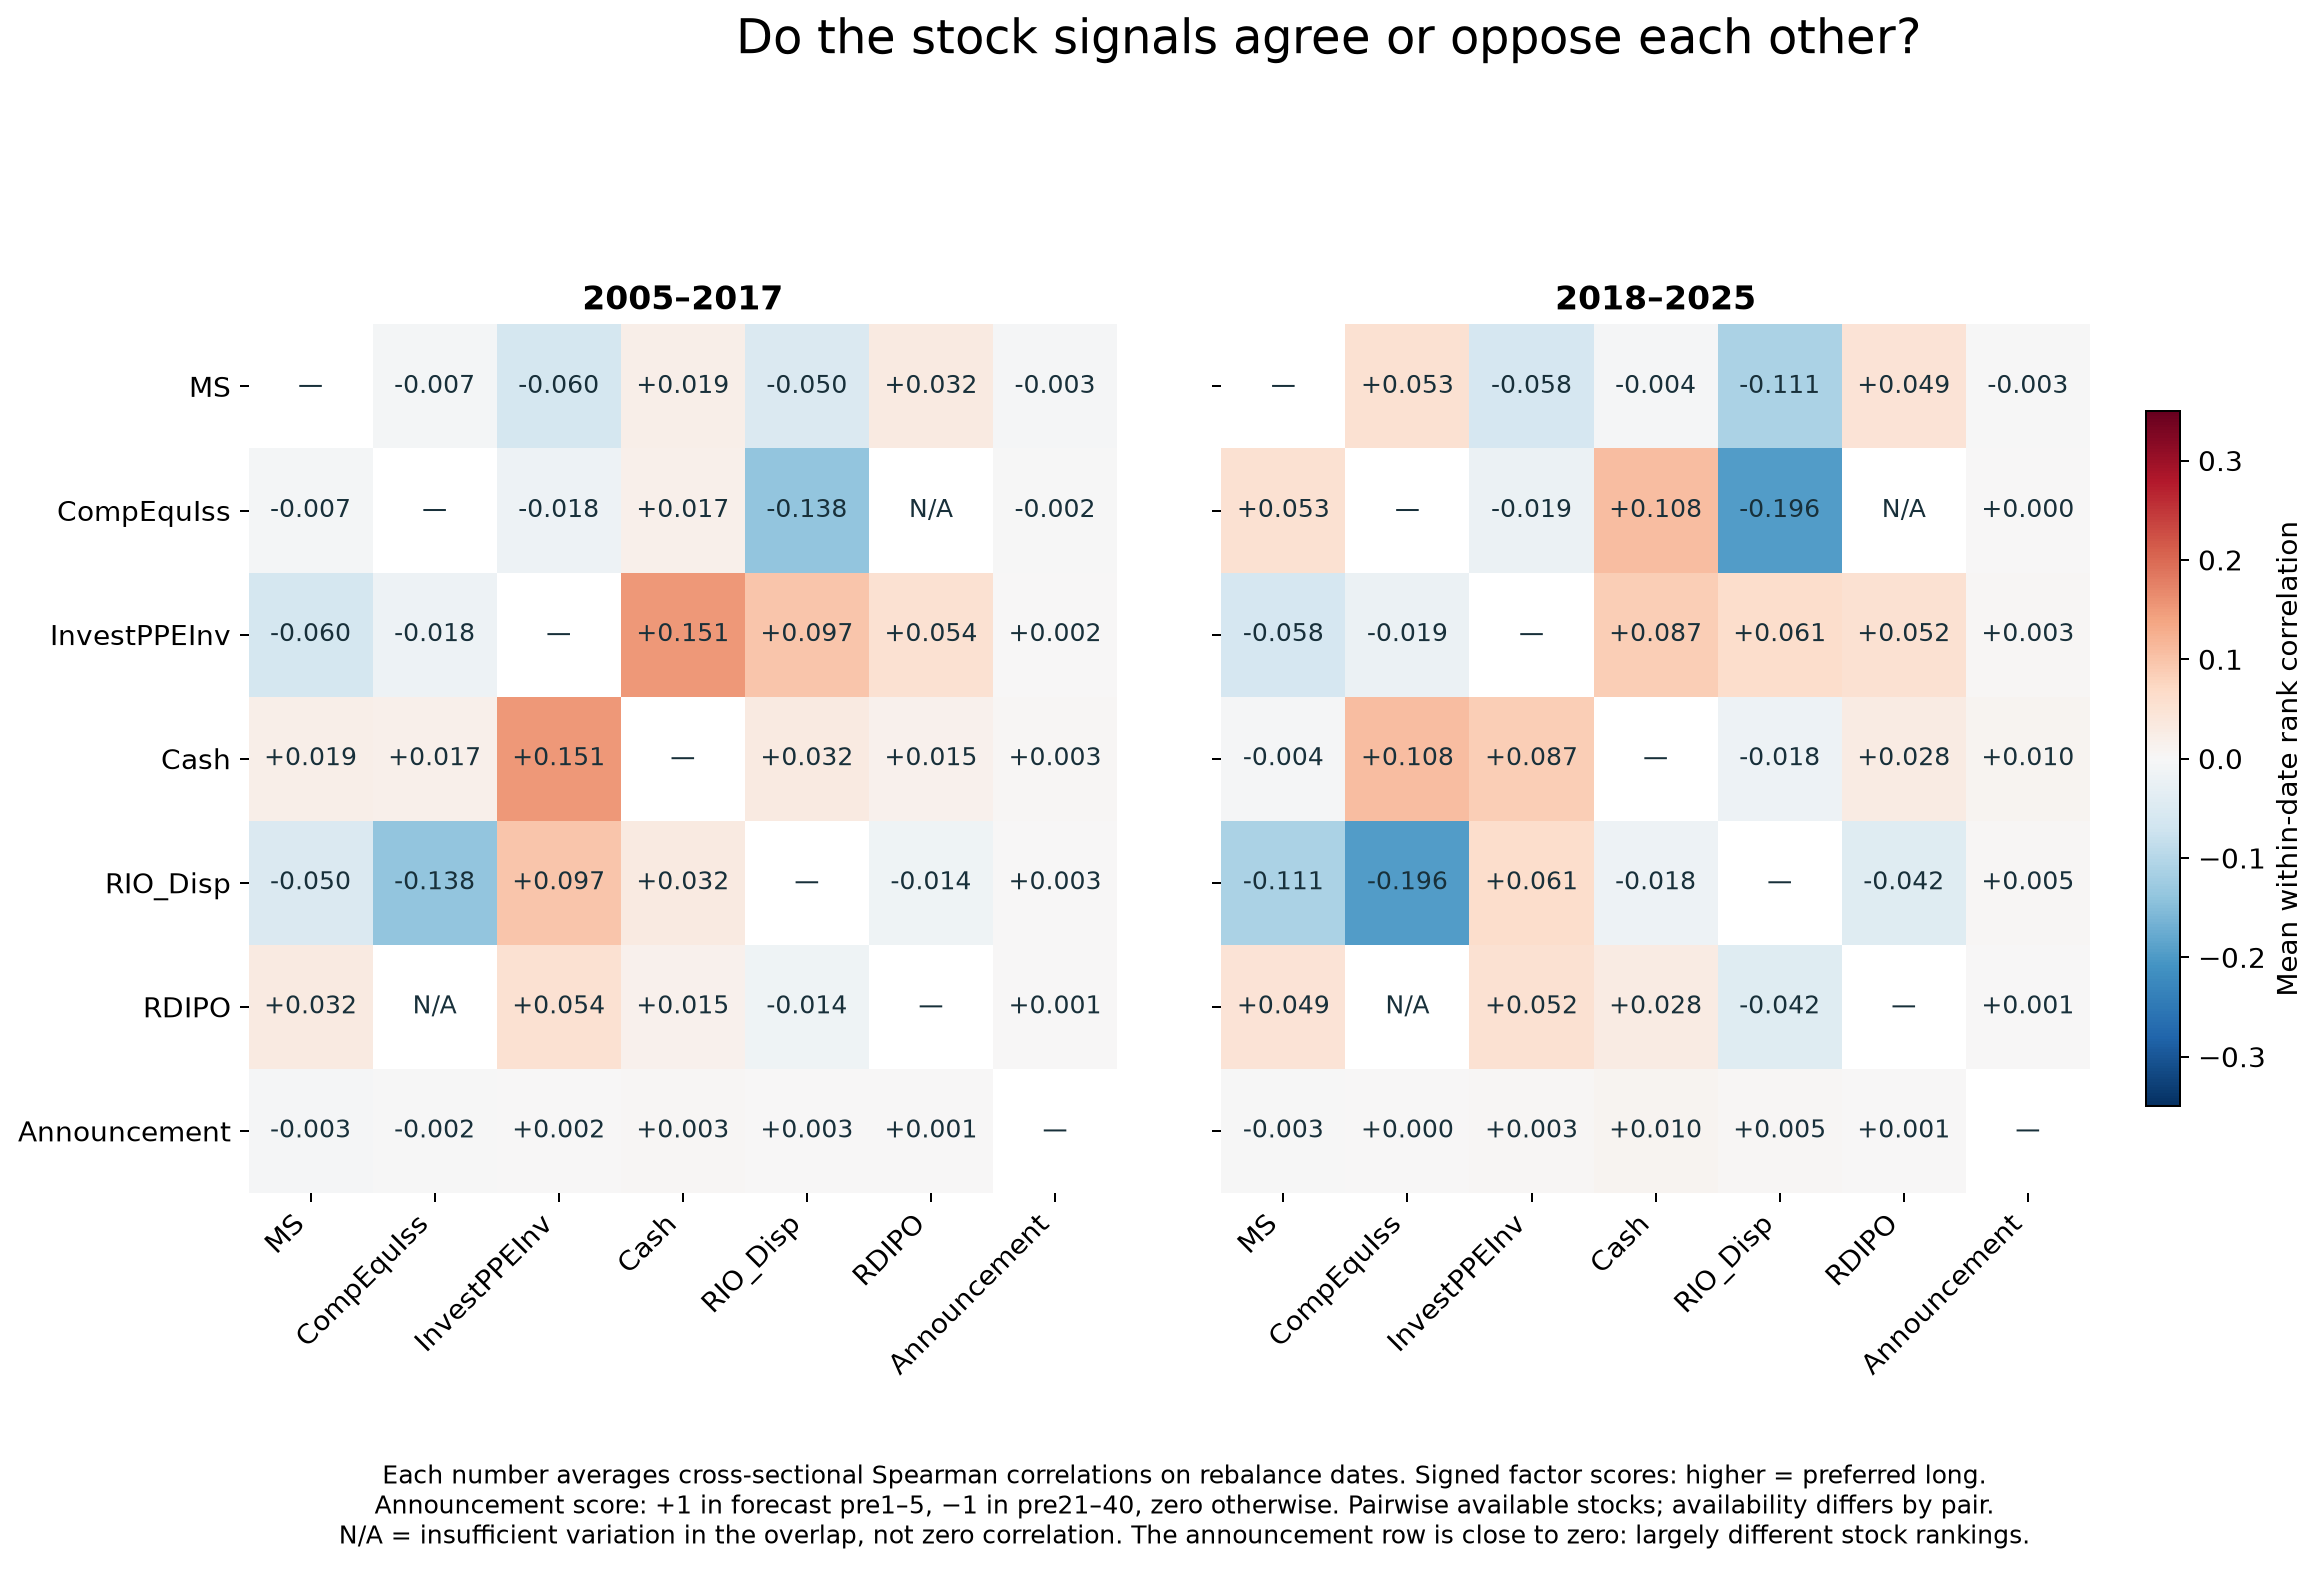 Do the stock signals agree or oppose each other?
2005–2017
2018–2025
MS — -0.007 -0.060 +0.019 -0.050 +0.032 -0.003
— +0.053 -0.058 -0.004 -0.111 +0.049 -0.003
CompEquIss -0.007 — -0.018 +0.017 -0.138 N/A -0.002
+0.053 — -0.019 +0.108 -0.196 N/A +0.000
InvestPPEInv -0.060 -0.018 — +0.151 +0.097 +0.054 +0.002
-0.058 -0.019 — +0.087 +0.061 +0.052 +0.003
Cash +0.019 +0.017 +0.151 — +0.032 +0.015 +0.003
-0.004 +0.108 +0.087 — -0.018 +0.028 +0.010
RIO_Disp -0.050 -0.138 +0.097 +0.032 — -0.014 +0.003
-0.111 -0.196 +0.061 -0.018 — -0.042 +0.005
RDIPO +0.032 N/A +0.054 +0.015 -0.014 — +0.001
+0.049 N/A +0.052 +0.028 -0.042 — +0.001
Announcement -0.003 -0.002 +0.002 +0.003 +0.003 +0.001 —
-0.003 +0.000 +0.003 +0.010 +0.005 +0.001 —
MS CompEquIss InvestPPEInv Cash RIO_Disp RDIPO Announcement
MS CompEquIss InvestPPEInv Cash RIO_Disp RDIPO Announcement
0.3
0.2
0.1
0.0
−0.1
−0.2
−0.3
Mean within-date rank correlation
Each number averages cross-sectional Spearman correlations on rebalance dates. Signed factor scores: higher = preferred long.
Announcement score: +1 in forecast pre1–5, −1 in pre21–40, zero otherwise. Pairwise available stocks; availability differs by pair.
N/A = insufficient variation in the overlap, not zero correlation. The announcement row is close to zero: largely different stock rankings.